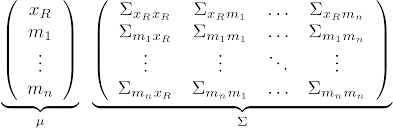 x_R Σ_{x_R x_R} Σ_{x_R m_1} … Σ_{x_R m_n}
m_1 Σ_{m_1 x_R} Σ_{m_1 m_1} … Σ_{m_1 m_n}
⋮ ⋮ ⋮ ⋱ ⋮
m_n Σ_{m_n x_R} Σ_{m_n m_1} … Σ_{m_n m_n}
μ Σ